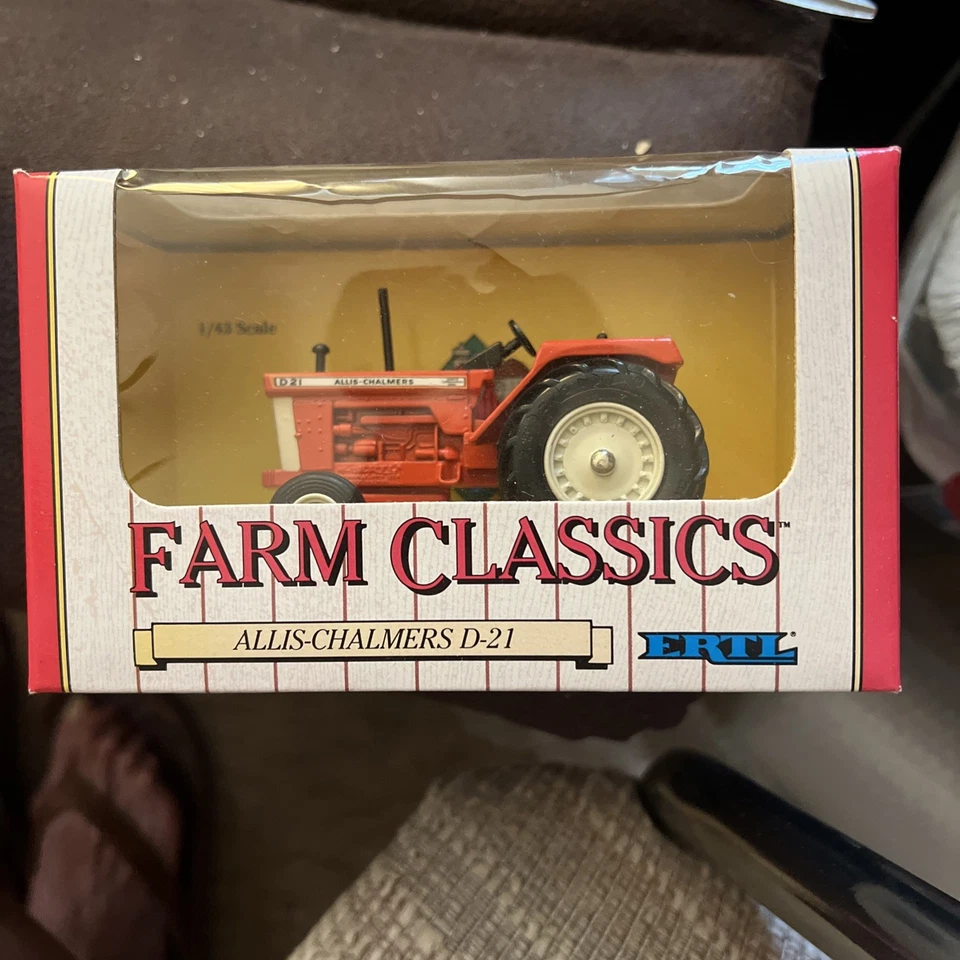 1/43 Scale
D21 ALLIS-CHALMERS
FARM CLASSICS™
ALLIS-CHALMERS D-21
ERTL®